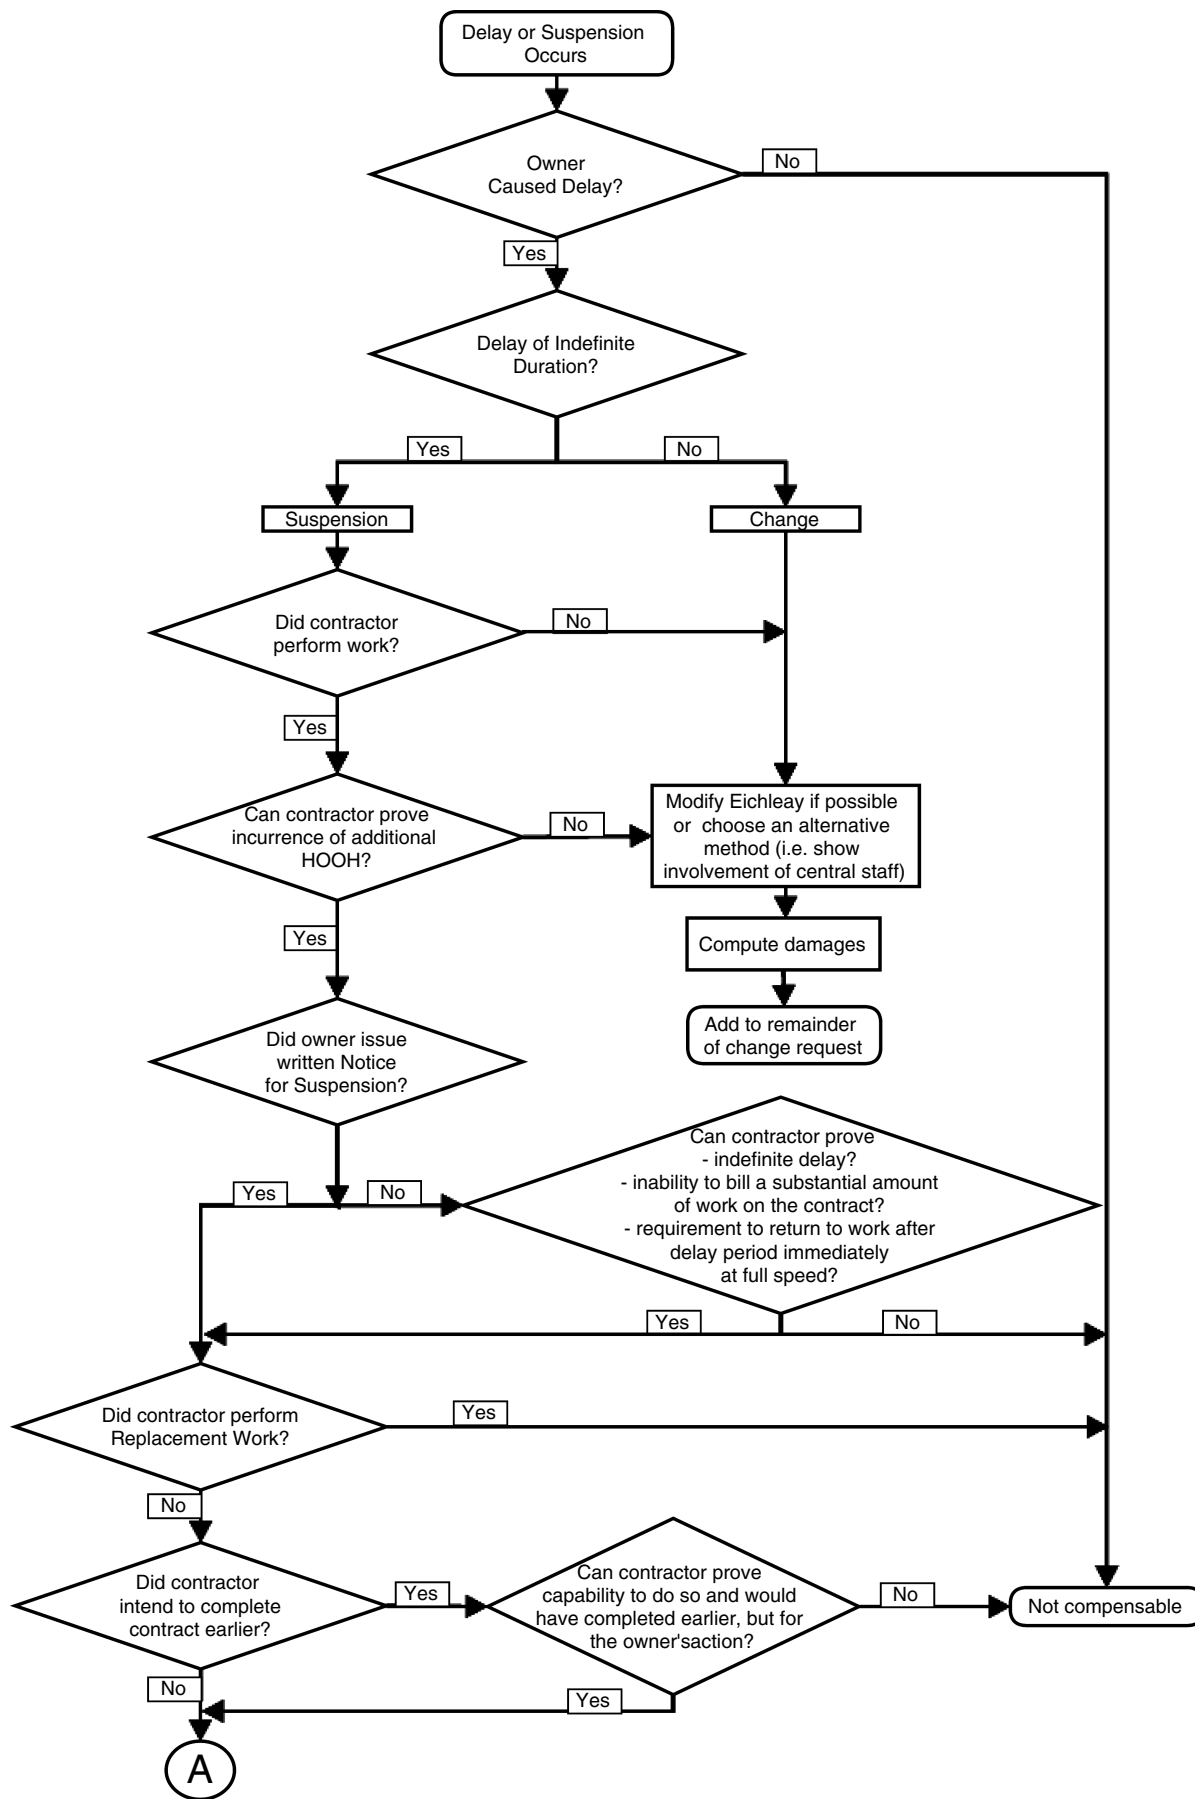 Delay or Suspension
Occurs
Owner
Caused Delay?
No
Yes
Delay of Indefinite
Duration?
Yes
No
Suspension
Change
Did contractor
perform work?
No
Yes
Can contractor prove
incurrence of additional
HOOH?
No
Modify Eichleay if possible
or choose an alternative
method (i.e. show
involvement of central staff)
Yes
Compute damages
Did owner issue
written Notice
for Suspension?
Add to remainder
of change request
Can contractor prove
- indefinite delay?
- inability to bill a substantial amount
of work on the contract?
- requirement to return to work after
delay period immediately
at full speed?
Yes
No
Yes
No
Did contractor perform
Replacement Work?
Yes
No
Did contractor
intend to complete
contract earlier?
Yes
Can contractor prove
capability to do so and would
have completed earlier, but for
the owner'saction?
No
Not compensable
No
Yes
A